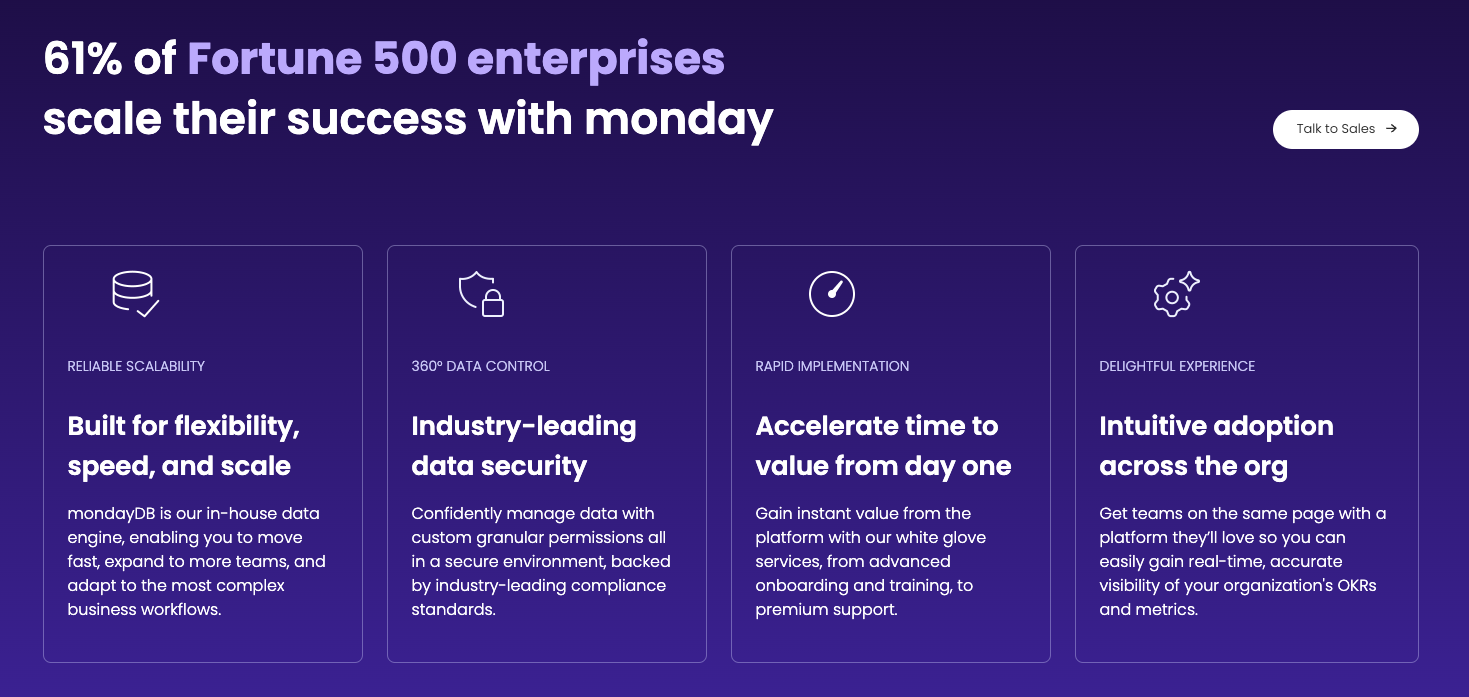 61% of Fortune 500 enterprises
scale their success with monday
Talk to Sales →
RELIABLE SCALABILITY
Built for flexibility,
speed, and scale
mondayDB is our in-house data
engine, enabling you to move
fast, expand to more teams, and
adapt to the most complex
business workflows.
360° DATA CONTROL
Industry-leading
data security
Confidently manage data with
custom granular permissions all
in a secure environment, backed
by industry-leading compliance
standards.
RAPID IMPLEMENTATION
Accelerate time to
value from day one
Gain instant value from the
platform with our white glove
services, from advanced
onboarding and training, to
premium support.
DELIGHTFUL EXPERIENCE
Intuitive adoption
across the org
Get teams on the same page with a
platform they’ll love so you can
easily gain real-time, accurate
visibility of your organization's OKRs
and metrics.